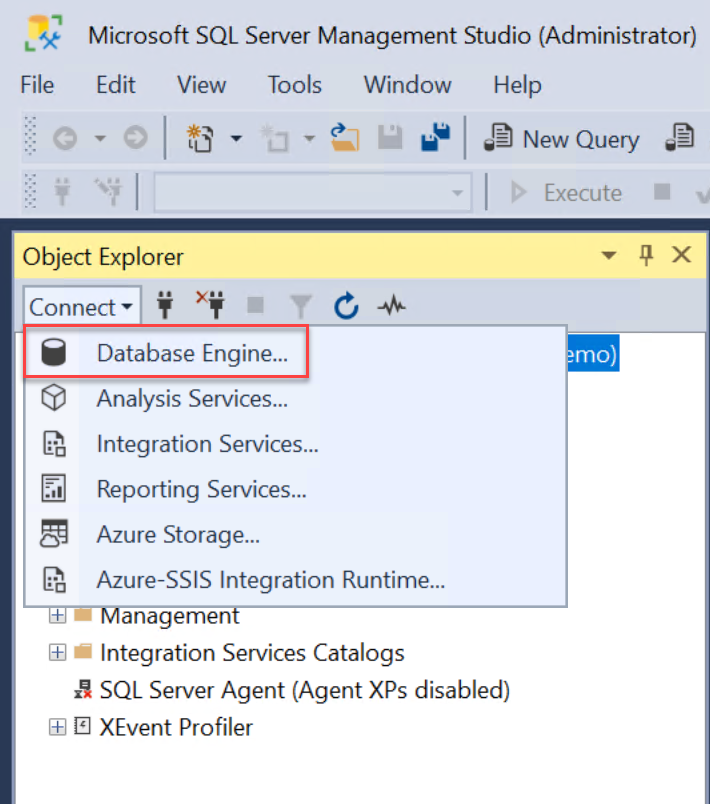 Microsoft SQL Server Management Studio (Administrator)
File Edit View Tools Window Help
New Query
Execute
Object Explorer
Connect
Database Engine...
emo)
Analysis Services...
Integration Services...
Reporting Services...
Azure Storage...
Azure-SSIS Integration Runtime...
Management
Integration Services Catalogs
SQL Server Agent (Agent XPs disabled)
XEvent Profiler